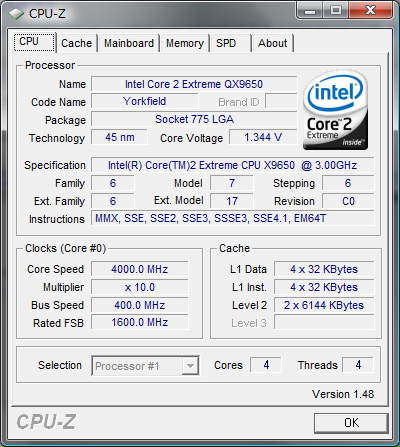 CPU-Z
CPU Cache Mainboard Memory SPD About
Processor
Name Intel Core 2 Extreme QX9650
Code Name Yorkfield Brand ID
Package Socket 775 LGA
Technology 45 nm Core Voltage 1.344 V
intel
Core™2
Extreme
inside™
Specification Intel(R) Core(TM)2 Extreme CPU X9650 @ 3.00GHz
Family 6 Model 7 Stepping 6
Ext. Family 6 Ext. Model 17 Revision C0
Instructions MMX, SSE, SSE2, SSE3, SSSE3, SSE4.1, EM64T
Clocks (Core #0)
Core Speed 4000.0 MHz
Multiplier x 10.0
Bus Speed 400.0 MHz
Rated FSB 1600.0 MHz
Cache
L1 Data 4 x 32 KBytes
L1 Inst. 4 x 32 KBytes
Level 2 2 x 6144 KBytes
Level 3
Selection Processor #1 Cores 4 Threads 4
Version 1.48
CPU-Z OK